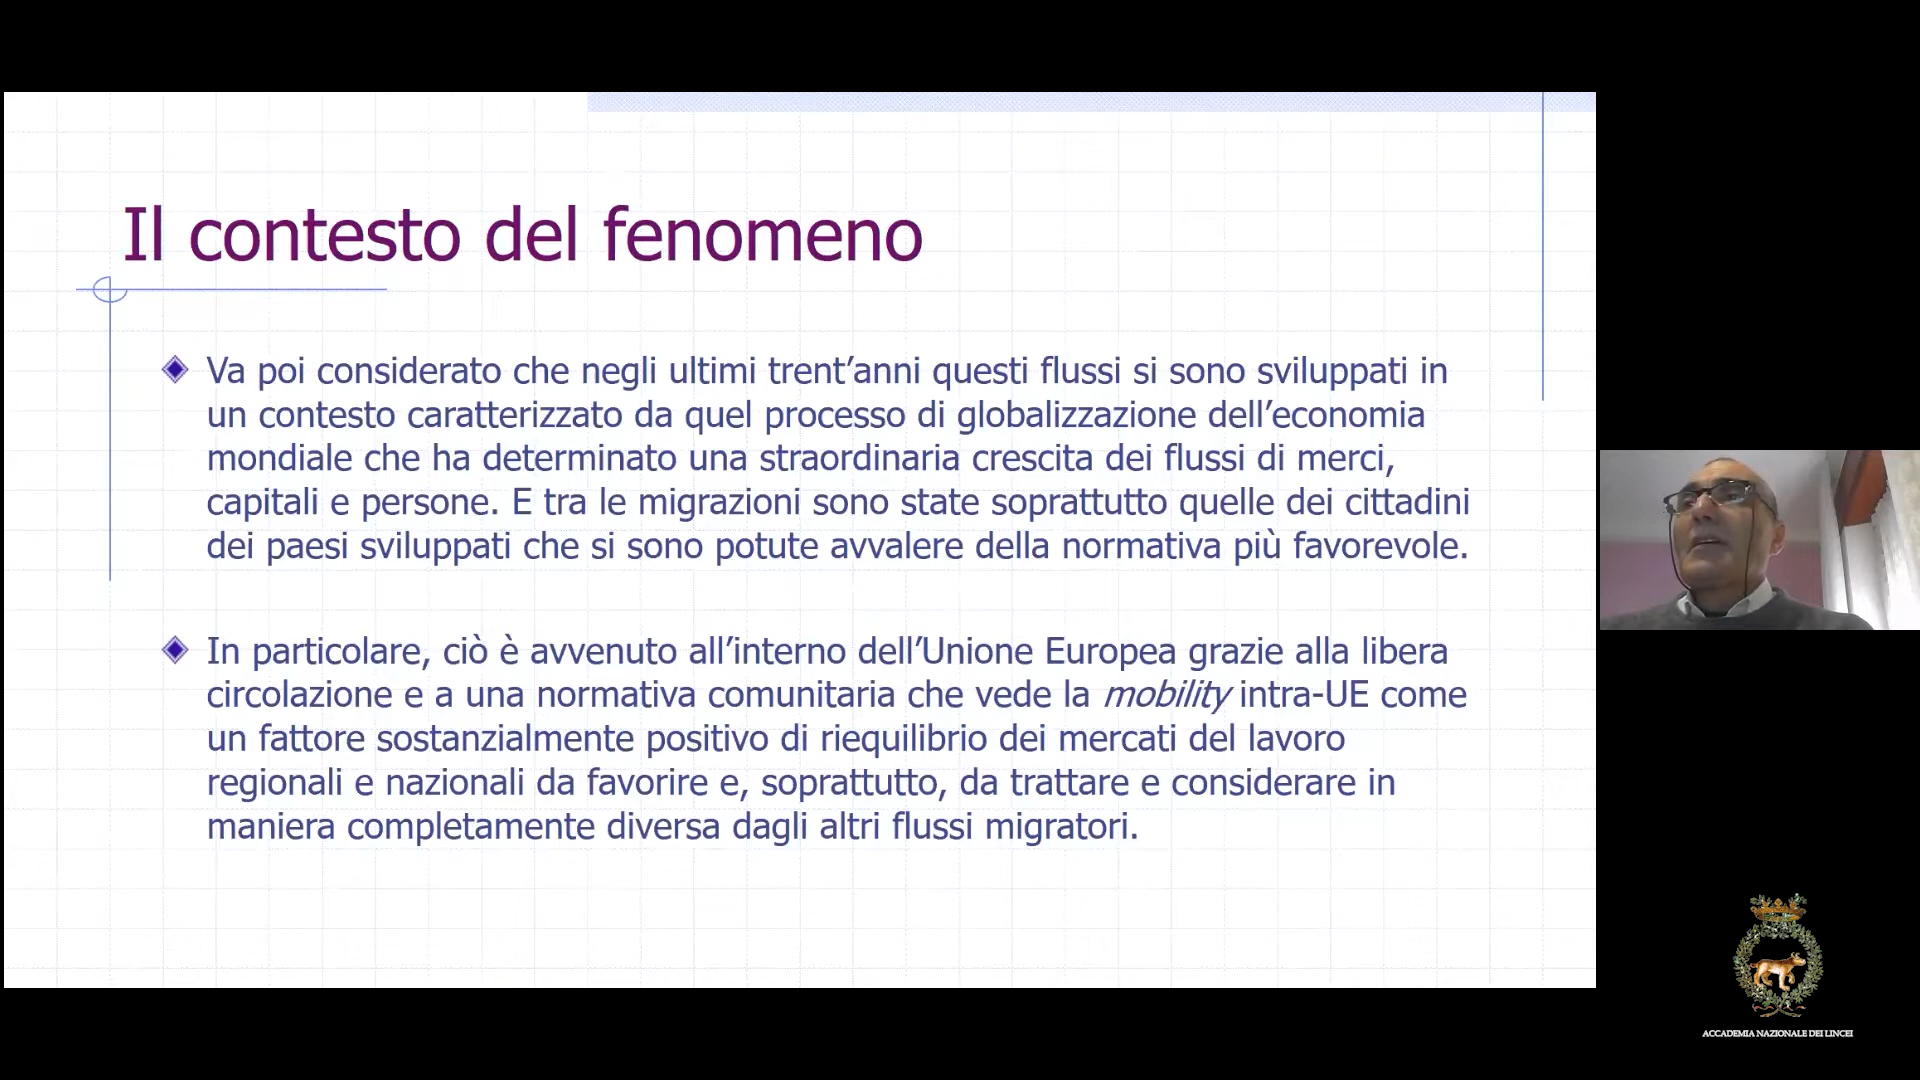 Il contesto del fenomeno
Va poi considerato che negli ultimi trent’anni questi flussi si sono sviluppati in
un contesto caratterizzato da quel processo di globalizzazione dell’economia
mondiale che ha determinato una straordinaria crescita dei flussi di merci,
capitali e persone. E tra le migrazioni sono state soprattutto quelle dei cittadini
dei paesi sviluppati che si sono potute avvalere della normativa più favorevole.
In particolare, ciò è avvenuto all’interno dell’Unione Europea grazie alla libera
circolazione e a una normativa comunitaria che vede la mobility intra-UE come
un fattore sostanzialmente positivo di riequilibrio dei mercati del lavoro
regionali e nazionali da favorire e, soprattutto, da trattare e considerare in
maniera completamente diversa dagli altri flussi migratori.
ACCADEMIA NAZIONALE DEI LINCEI